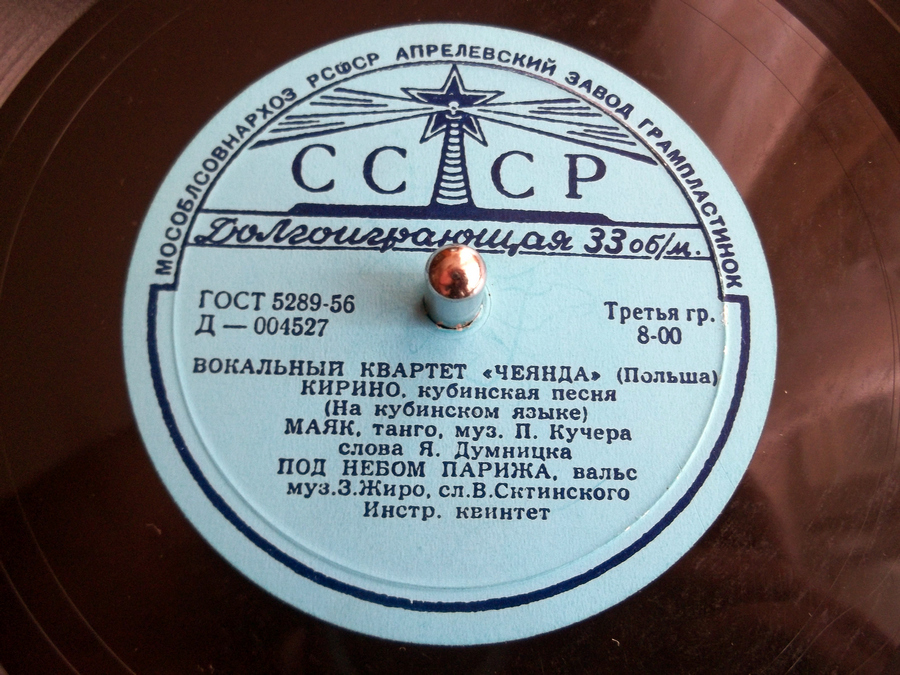 МОСОБЛСОВНАРХОЗ РСФСР АПРЕЛЕВСКИЙ ЗАВОД ГРАМПЛАСТИНОК
СССР
Долгоиграющая 33 об/м.
ГОСТ 5289-56
Д — 004527
Третья гр.
8-00
ВОКАЛЬНЫЙ КВАРТЕТ «ЧЕЯНДА» (Польша)
КИРИНО, кубинская песня
(На кубинском языке)
МАЯК, танго, муз. П. Кучера
слова Я. Думницка
ПОД НЕБОМ ПАРИЖА, вальс
муз.З.Жиро, сл.В.Сктинского
Инстр. квинтет